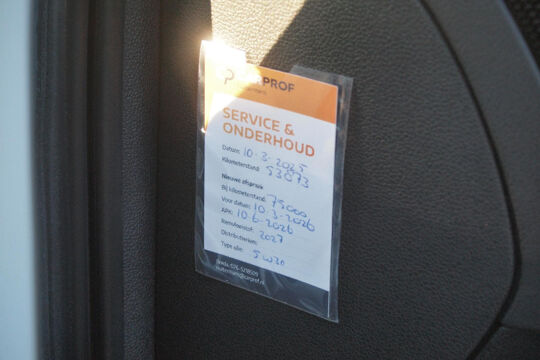 PROF
SERVICE &
ONDERHOUD
Datum: 10-3-2025
Kilometerstand: 53073
Nieuwe afspraak
Bij kilometerstand: 75000
Voor datum: 10-3-2026
APK: 10-6-2026
Remvloeistof: 2027
Distributieriem:
Type olie: 5W30